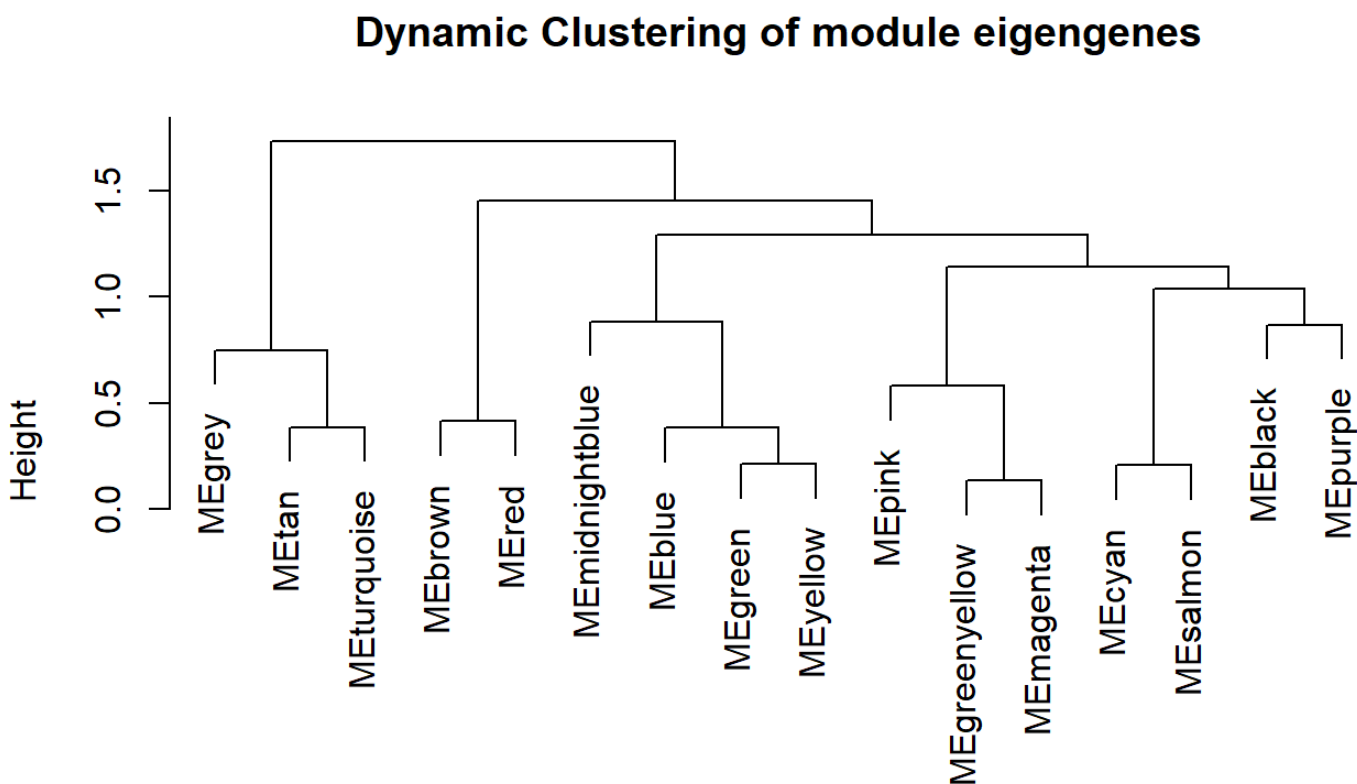 Dynamic Clustering of module eigengenes
Height
0.0
0.5
1.0
1.5
MEgrey
MEtan
MEturquoise
MEbrown
MEred
MEmidnightblue
MEblue
MEgreen
MEyellow
MEpink
MEgreenyellow
MEmagenta
MEcyan
MEsalmon
MEblack
MEpurple